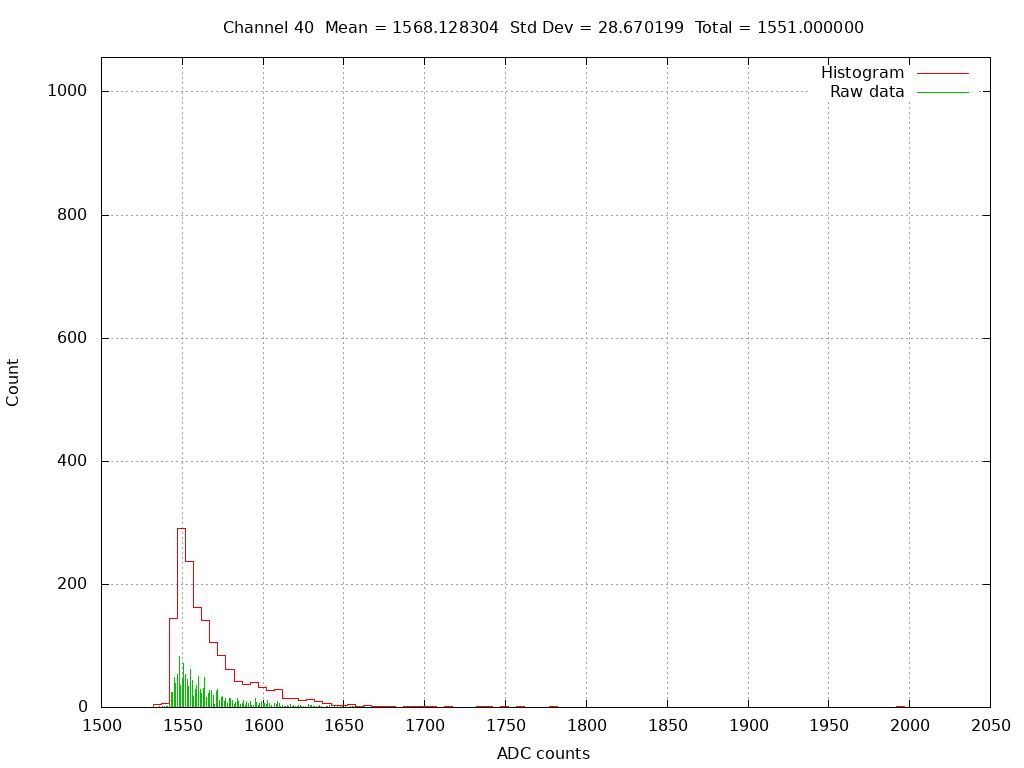 Channel 40  Mean = 1568.128304  Std Dev = 28.670199  Total = 1551.000000
Histogram
Raw data
1000
800
600
400
200
0
Count
1500 1550 1600 1650 1700 1750 1800 1850 1900 1950 2000 2050
ADC counts